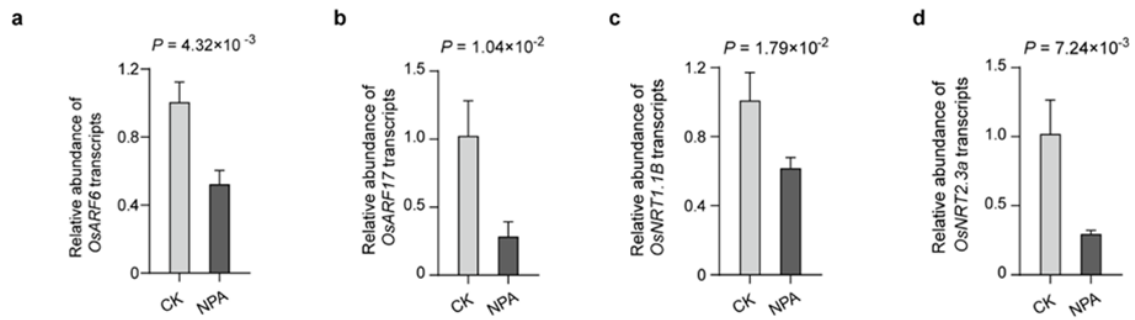 a
P = 4.32×10 -3
Relative abundance of
OsARF6 transcripts
1.2
0.8
0.4
0
CK
NPA
b
P = 1.04×10-2
Relative abundance of
OsARF17 transcripts
1.5
1.0
0.5
0
CK
NPA
c
P = 1.79×10-2
Relative abundance of
OsNRT1.1B transcripts
1.2
0.8
0.4
0
CK
NPA
d
P = 7.24×10-3
Relative abundance of
OsNRT2.3a transcripts
1.5
1.0
0.5
0
CK
NPA